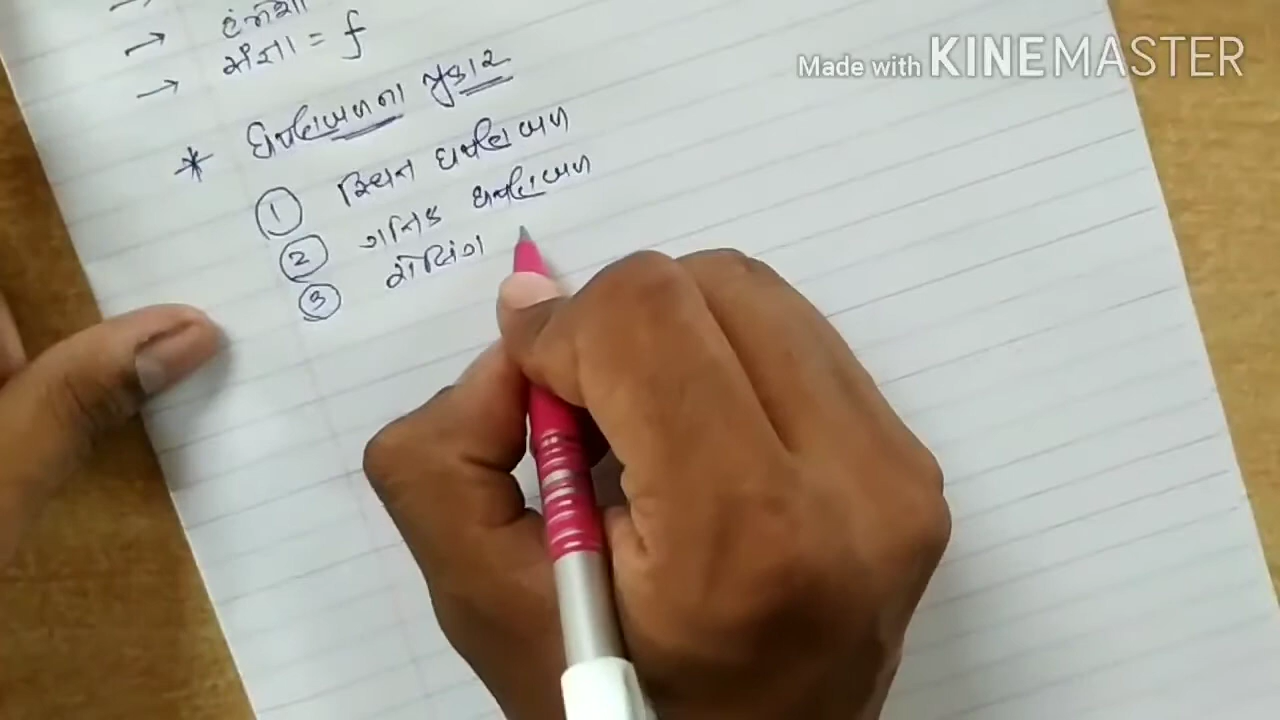 Made with KINEMASTER
→ હંમેશા
→ સંજ્ઞા = f
* ઘર્ષણબળના પ્રકાર
① સ્થિત ઘર્ષણબળ
② ગતિક ઘર્ષણબળ
③ રોલિંગ